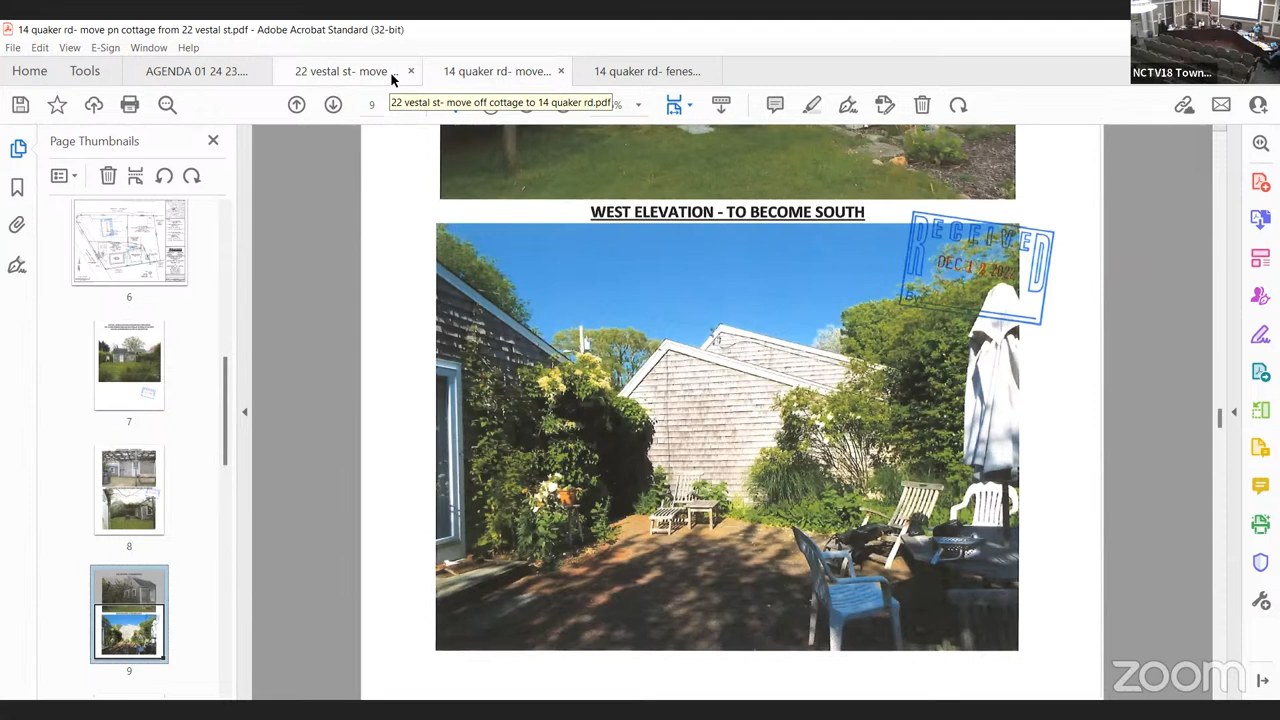 14 quaker rd- move pn cottage from 22 vestal st.pdf - Adobe Acrobat Standard (32-bit)
File Edit View E-Sign Window Help
Home Tools AGENDA 01 24 23.... 22 vestal st- move ... × 14 quaker rd- move... × 14 quaker rd- fenes...
9 22 vestal st- move off cottage to 14 quaker rd.pdf %
NCTV18 Town...
Page Thumbnails ×
6
7
8
9
WEST ELEVATION - TO BECOME SOUTH
RECEIVED
DEC 12
By:
zoom